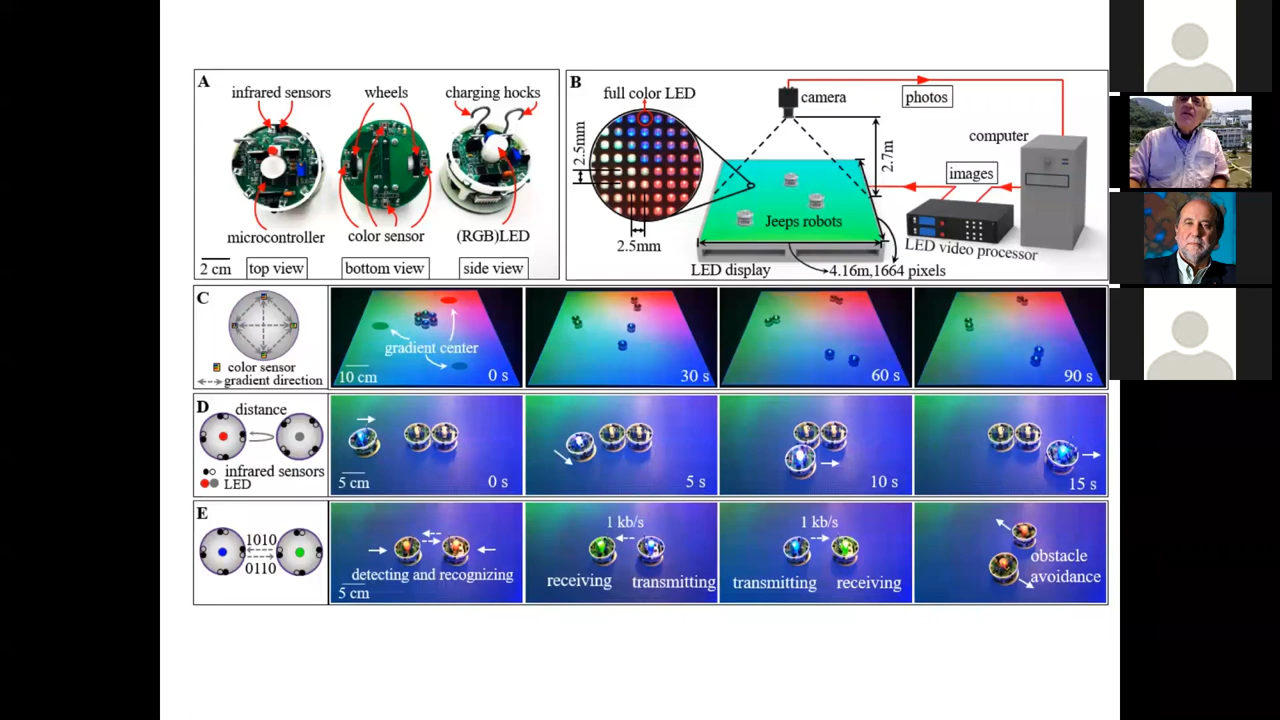 A
infrared sensors
wheels
charging hocks
microcontroller
color sensor
(RGB)LED
2 cm
top view
bottom view
side view
B
full color LED
camera
photos
computer
2.5mm
2.7m
images
Jeeps robots
2.5mm
LED video processor
LED display
4.16m,1664 pixels
C
color sensor
gradient direction
gradient center
10 cm
0 s
30 s
60 s
90 s
D
distance
infrared sensors
LED
5 cm
0 s
5 s
10 s
15 s
E
1010
0110
detecting and recognizing
5 cm
1 kb/s
receiving
transmitting
1 kb/s
transmitting
receiving
obstacle
avoidance